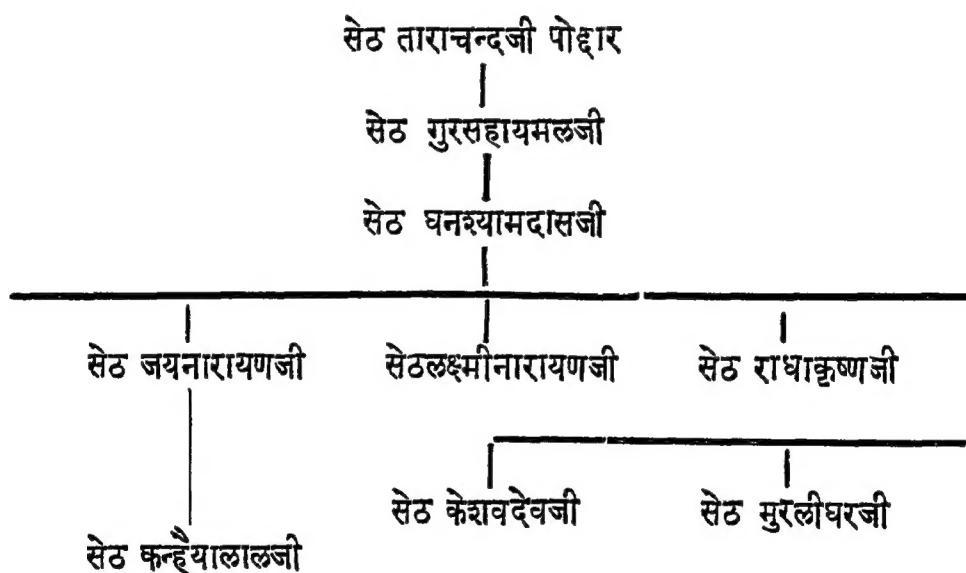 सेठ ताराचन्दजी पोद्दार
सेठ गुरसहायमलजी
सेठ घनश्यामदासजी
सेठ जयनारायणजी सेठलक्ष्मीनारायणजी सेठ राधाकृष्णजी
सेठ केशवदेवजी सेठ मुरलीधरजी
सेठ कन्हैयालालजी